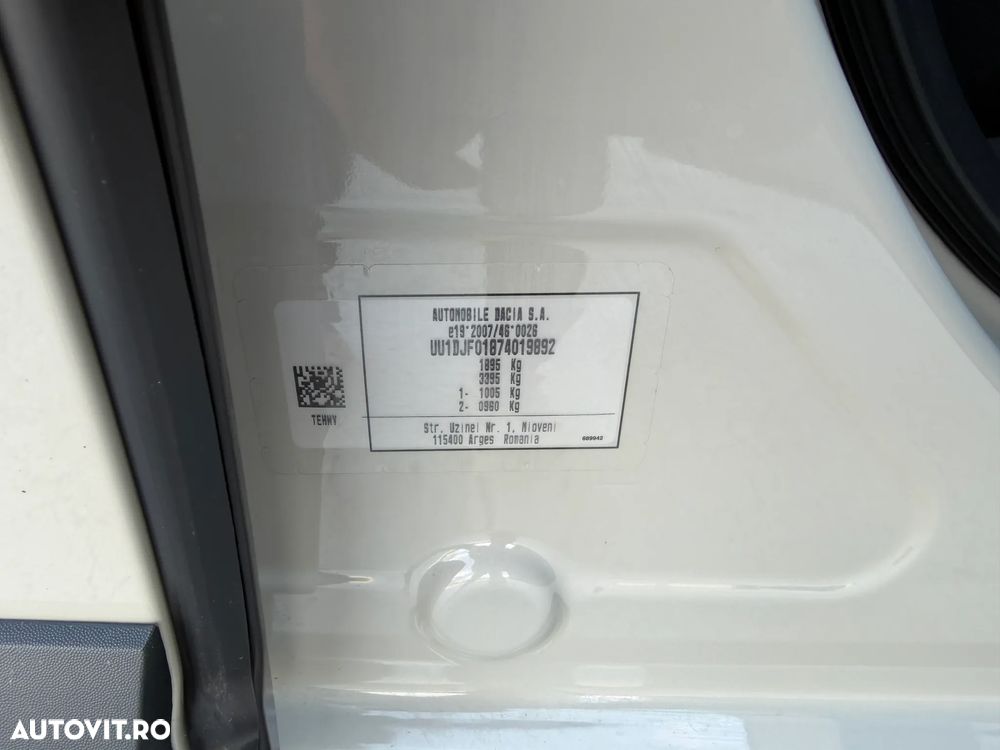 AUTOMOBILE DACIA S.A.
e19*2007/46*0026
UU1DJF01874019892
1895 Kg
3395 Kg
1- 1005 Kg
2- 0960 Kg
TEHMV
Str. Uzinei Nr. 1, Mioveni
115400 Arges Romania
689942
AUTOVIT.RO